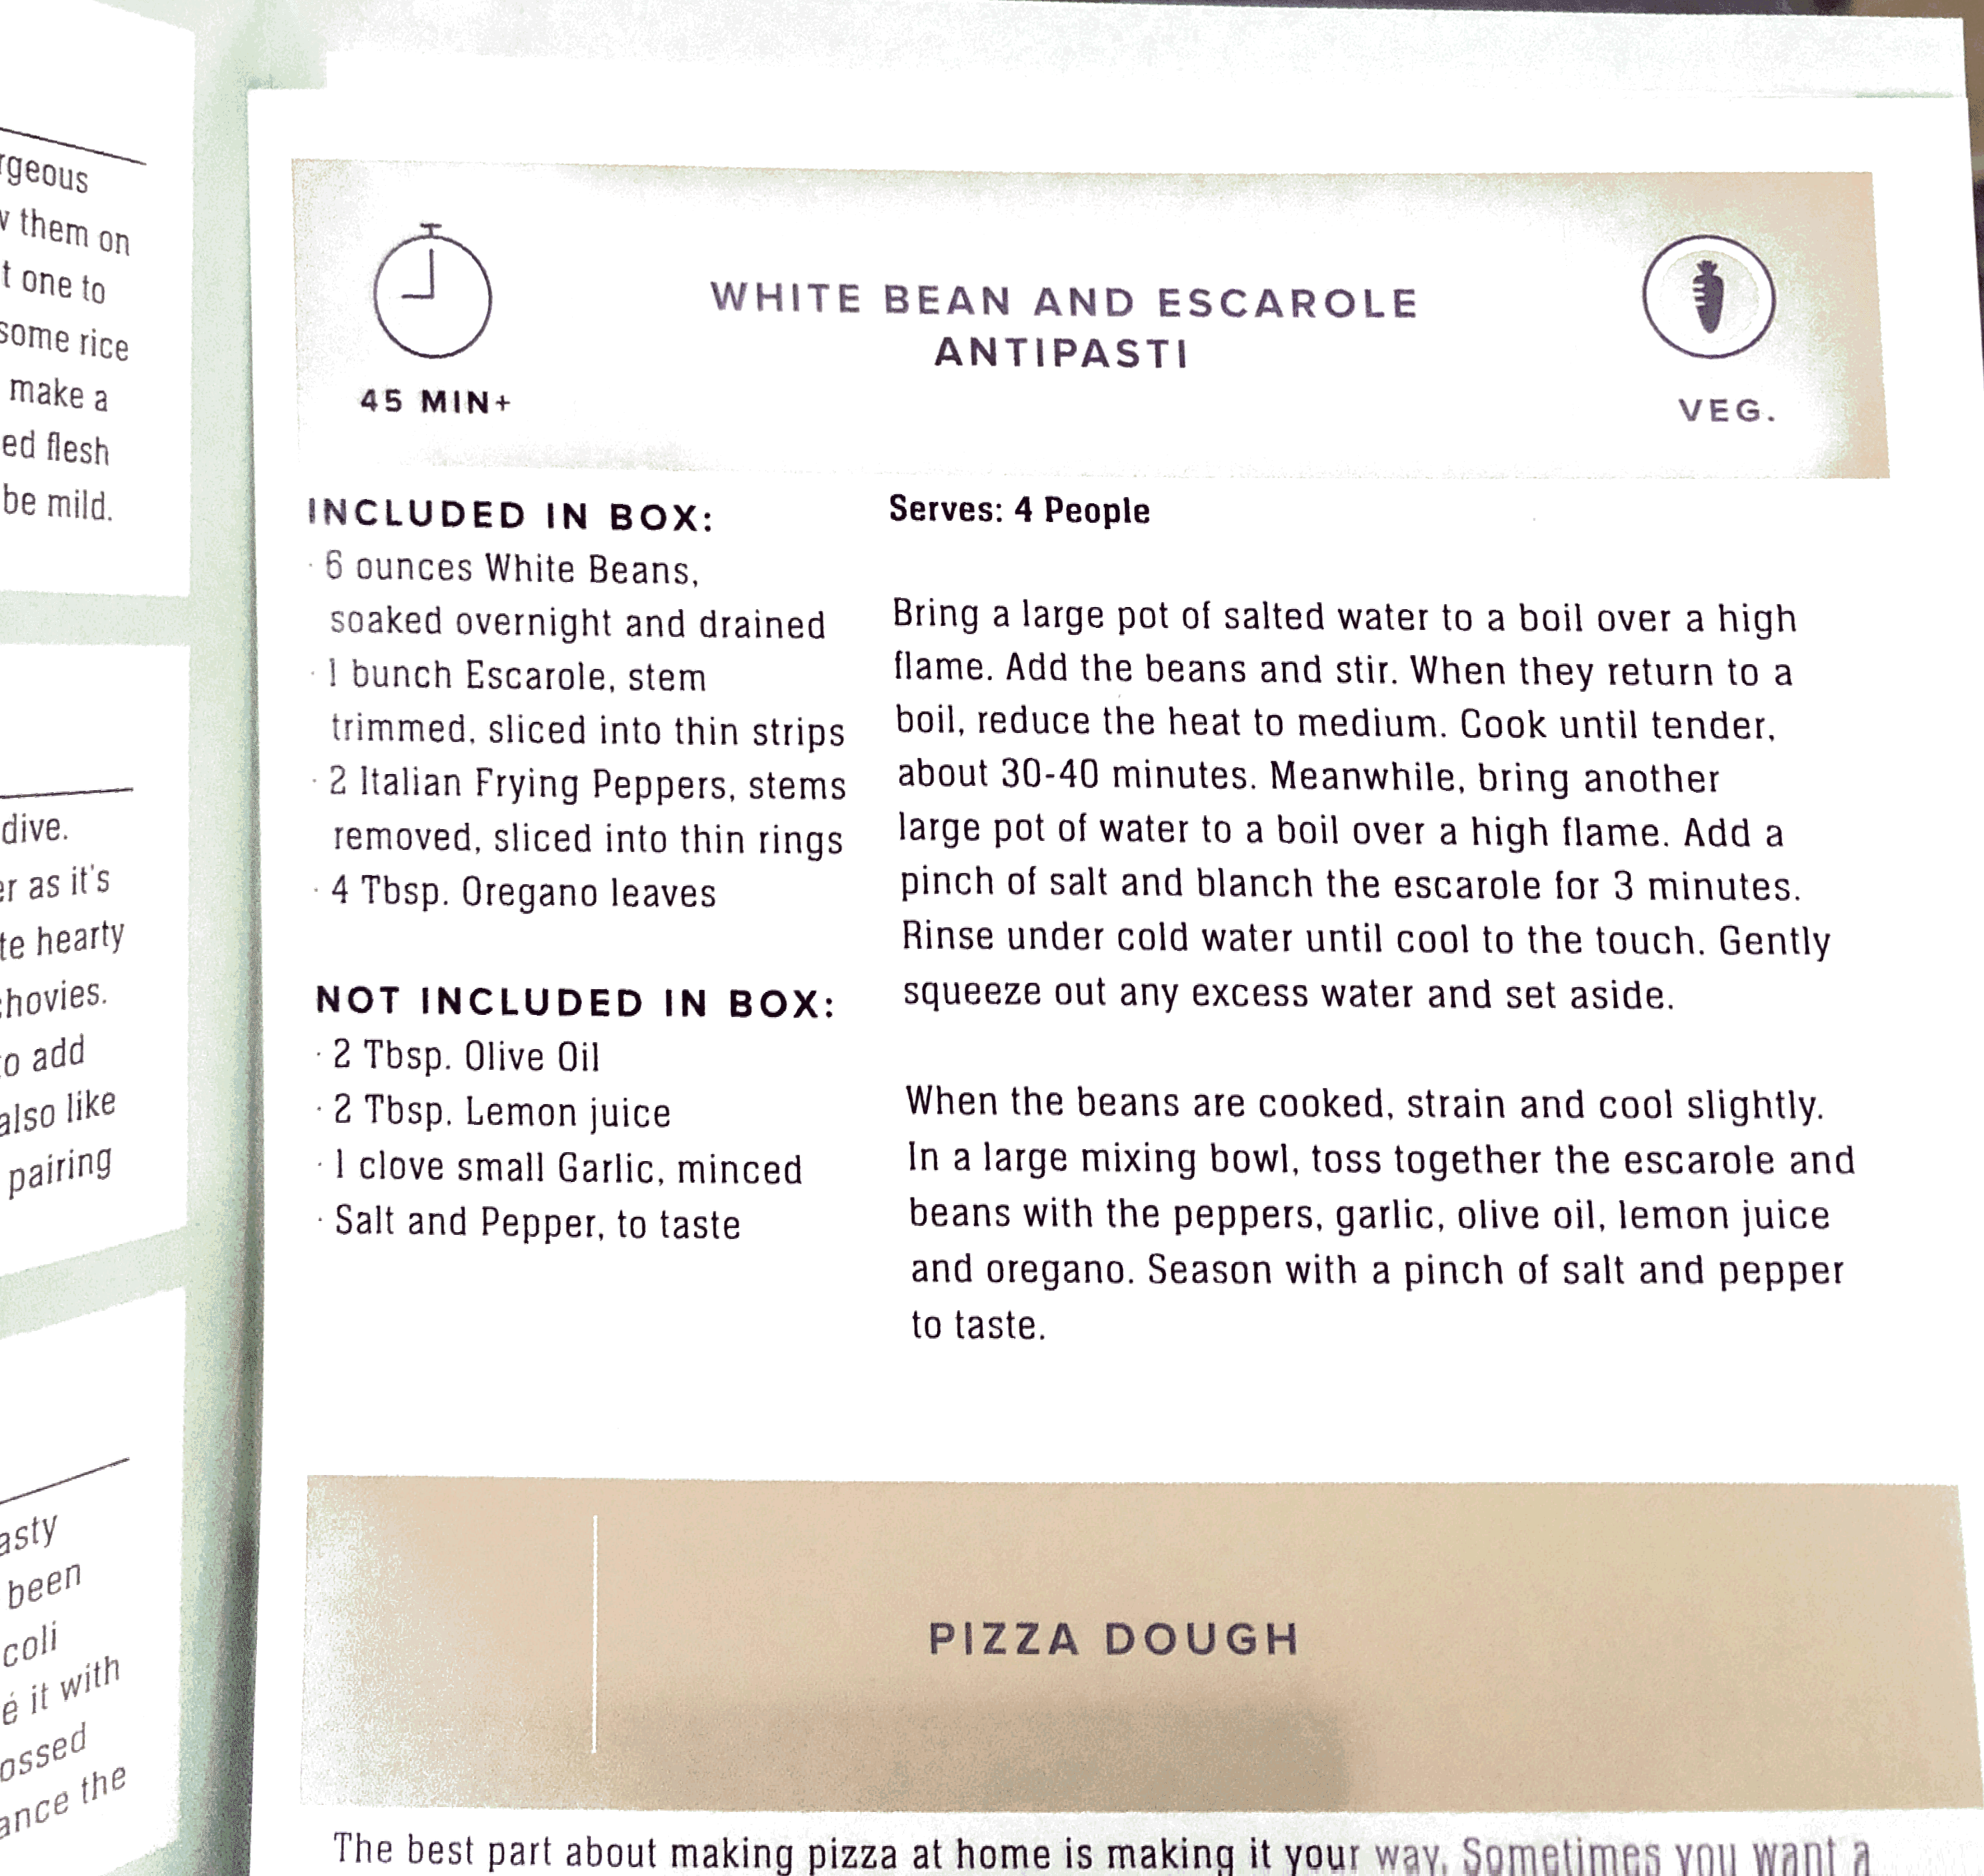 geous
them on
t one to
some rice
make a
ed flesh
be mild.
dive.
as it's
hearty
add
also like
pairing
been
it with
the
WHITE BEAN AND ESCAROLE
ANTIPASTI
45 MIN+
VEG.
INCLUDED IN BOX:
· 6 ounces White Beans,
soaked overnight and drained
· 1 bunch Escarole, stem
trimmed, sliced into thin strips
· 2 Italian Frying Peppers, stems
removed, sliced into thin rings
· 4 Tbsp. Oregano leaves
NOT INCLUDED IN BOX:
· 2 Tbsp. Olive Oil
· 2 Tbsp. Lemon juice
· 1 clove small Garlic, minced
· Salt and Pepper, to taste
Serves: 4 People
Bring a large pot of salted water to a boil over a high
flame. Add the beans and stir. When they return to a
boil, reduce the heat to medium. Cook until tender,
about 30-40 minutes. Meanwhile, bring another
large pot of water to a boil over a high flame. Add a
pinch of salt and blanch the escarole for 3 minutes.
Rinse under cold water until cool to the touch. Gently
squeeze out any excess water and set aside.
When the beans are cooked, strain and cool slightly.
In a large mixing bowl, toss together the escarole and
beans with the peppers, garlic, olive oil, lemon juice
and oregano. Season with a pinch of salt and pepper
to taste.
PIZZA DOUGH
The best part about making pizza at home is making it your way. Sometimes you want a